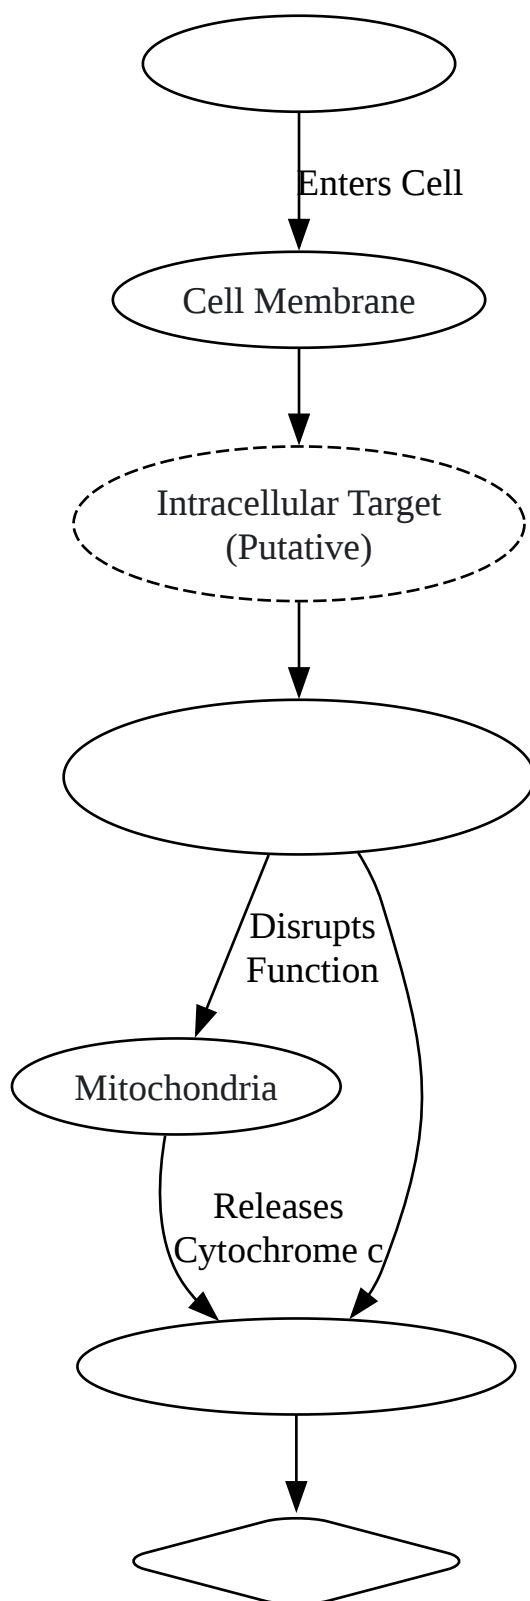 Enters Cell
Cell Membrane
Intracellular Target
(Putative)
Disrupts
Function
Mitochondria
Releases
Cytochrome c